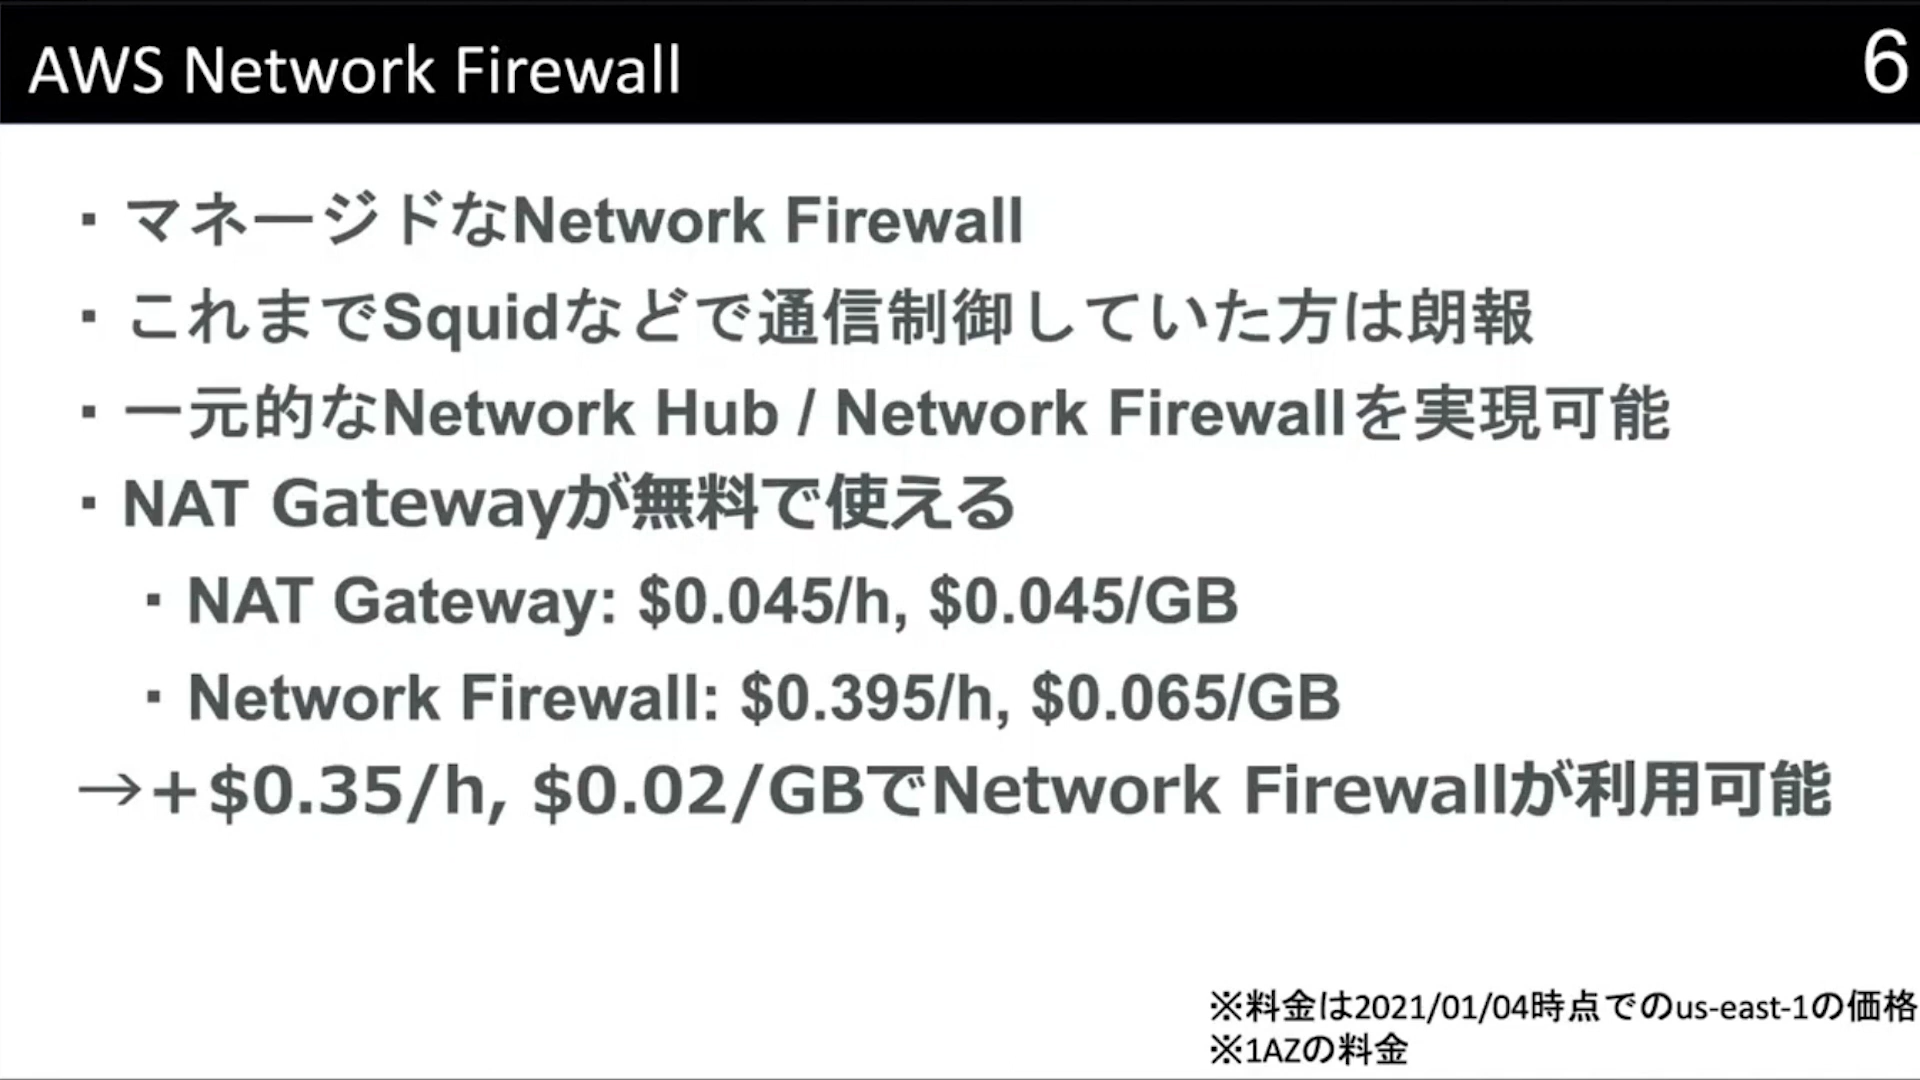 AWS Network Firewall
6
・マネージドなNetwork Firewall
・これまでSquidなどで通信制御していた方は朗報
・一元的なNetwork Hub / Network Firewallを実現可能
・NAT Gatewayが無料で使える
・NAT Gateway: $0.045/h, $0.045/GB
・Network Firewall: $0.395/h, $0.065/GB
→+$0.35/h, $0.02/GBでNetwork Firewallが利用可能
※料金は2021/01/04時点でのus-east-1の価格
※1AZの料金